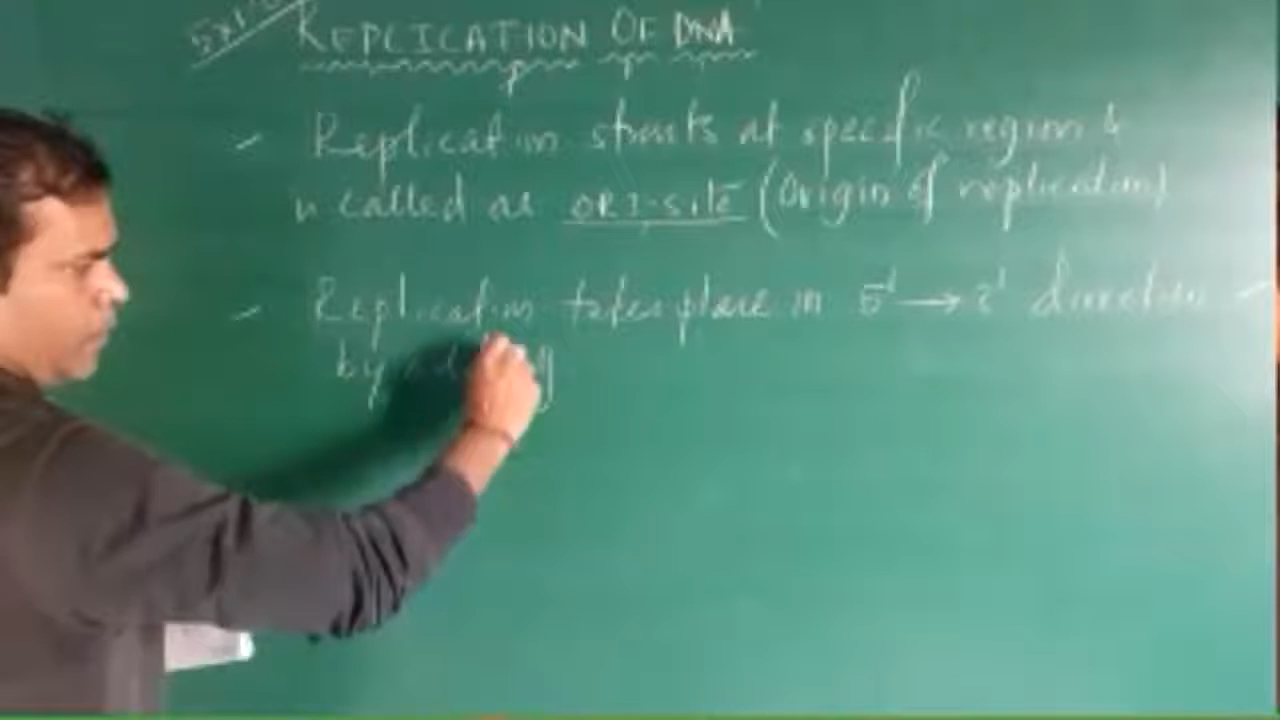 REPLICATION OF DNA
Replication starts at specific region &
is called as ORI-site (Origin of replication)
Replication takes place in 5' → 3' direction
by adding